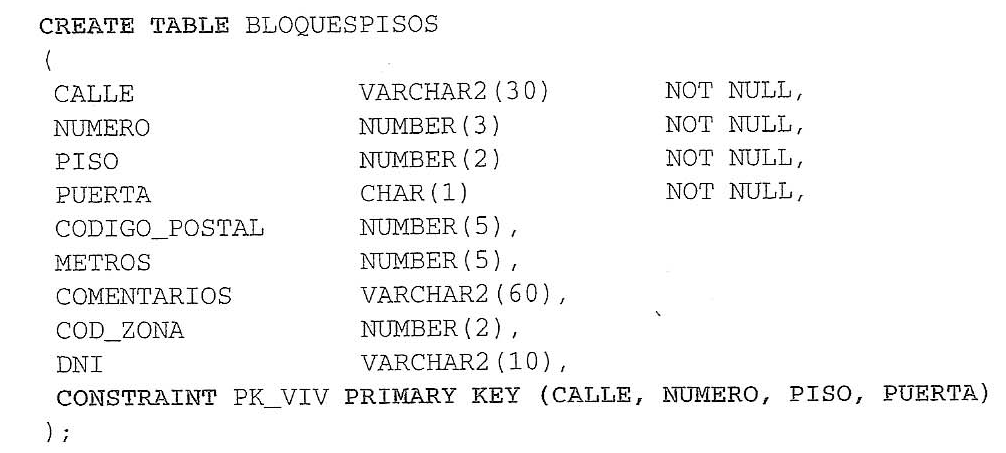 CREATE TABLE BLOQUESPISOS
(
CALLE VARCHAR2(30) NOT NULL,
NUMERO NUMBER(3) NOT NULL,
PISO NUMBER(2) NOT NULL,
PUERTA CHAR(1) NOT NULL,
CODIGO_POSTAL NUMBER(5),
METROS NUMBER(5),
COMENTARIOS VARCHAR2(60),
COD_ZONA NUMBER(2),
DNI VARCHAR2(10),
CONSTRAINT PK_VIV PRIMARY KEY (CALLE, NUMERO, PISO, PUERTA)
);